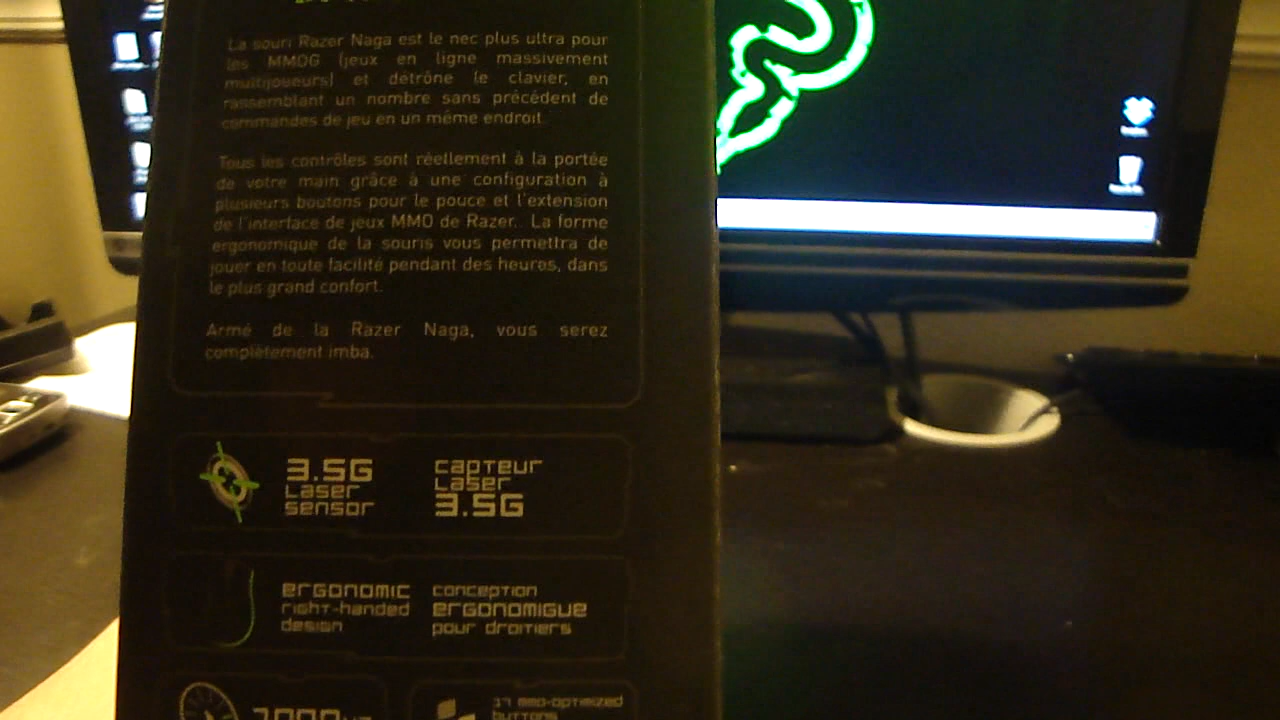 La souri Razer Naga est le nec plus ultra pour
les MMOG (jeux en ligne massivement
multijoueurs) et détrône le clavier, en
rassemblant un nombre sans précédent de
commandes de jeu en un même endroit.
Tous les contrôles sont réellement à la portée
de votre main grâce à une configuration à
plusieurs boutons pour le pouce et l'extension
de l'interface de jeux MMO de Razer. La forme
ergonomique de la souris vous permettra de
jouer en toute facilité pendant des heures, dans
le plus grand confort.
Armé de la Razer Naga, vous serez
complètement imba.
3.5G
Laser
sensor
capteur
Laser
3.5G
ergonomic
right-handed
design
conception
ergonomique
pour droitiers
17 mmo-optimized
buttons